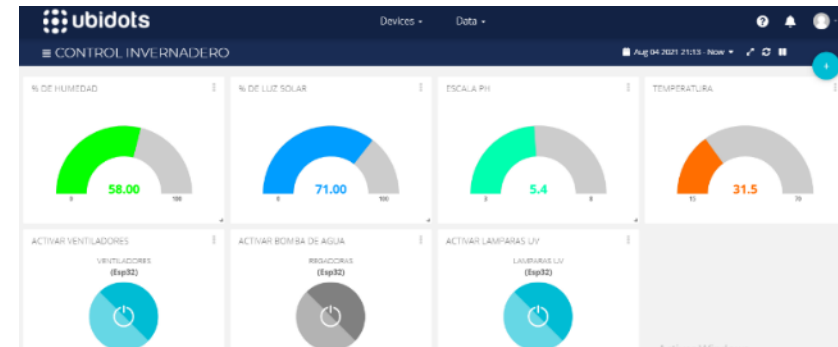 ubidots
Devices Data
CONTROL INVERNADERO
Aug 04 2021 21:13 - Now
% DE HUMEDAD
% DE LUZ SOLAR
ESCALA PH
TEMPERATURA
58.00
0 100
71.00
0 100
5.4
31.5
15 70
ACTIVAR VENTILADORES
ACTIVAR BOMBA DE AGUA
ACTIVAR LAMPARAS UV
VENTILADORES
(Esp32)
REGADORAS
(Esp32)
LAMPARAS UV
(Esp32)